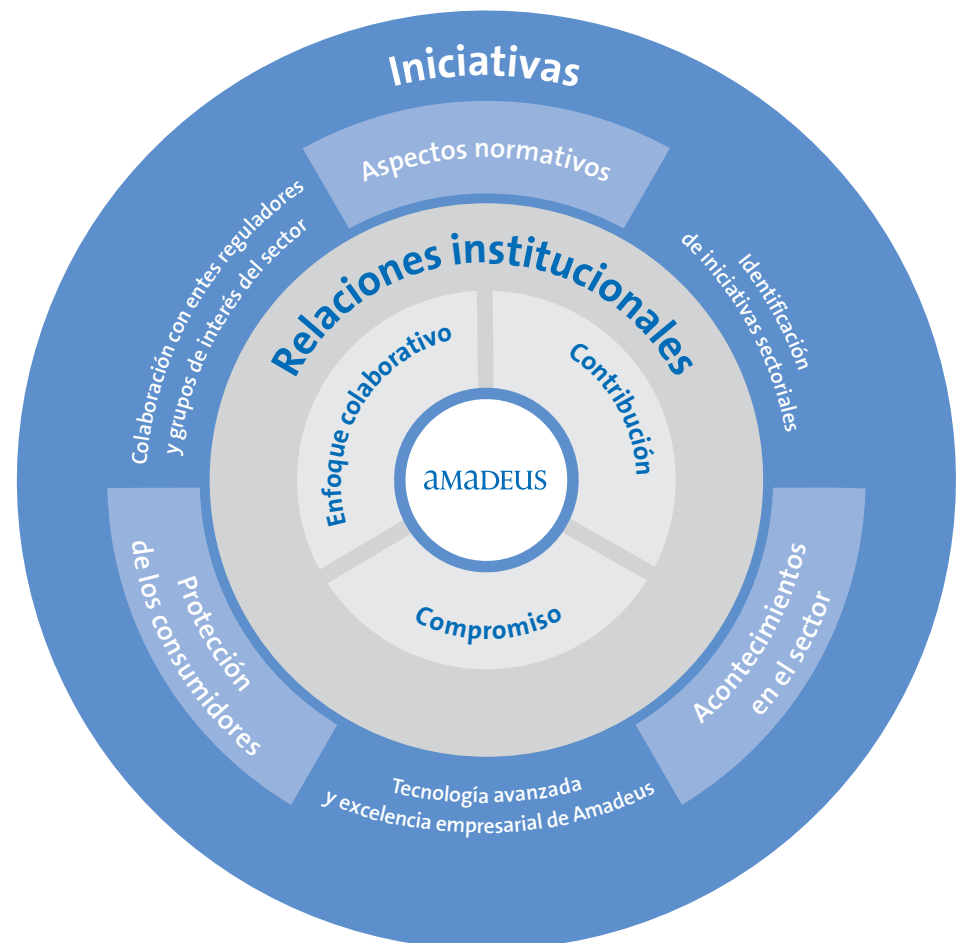 Iniciativas
Aspectos normativos
Colaboración con entes reguladores
y grupos de interés del sector
Identificación
de iniciativas sectoriales
Relaciones institucionales
Enfoque colaborativo
Contribución
amadeus
Compromiso
Protección
de los consumidores
Acontecimientos
en el sector
Tecnología avanzada
y excelencia empresarial de Amadeus